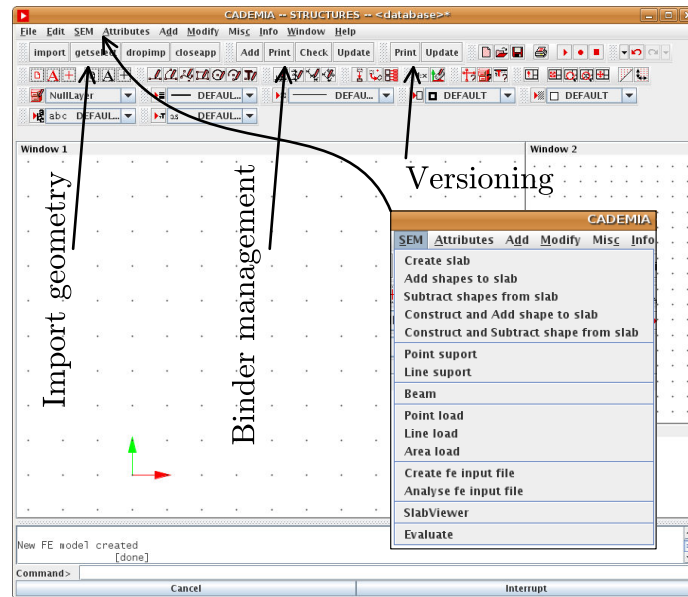 CADEMIA -- STRUCTURES -- <database>*
File Edit SEM Attributes Add Modify Misc Info Window Help
import getselect dropimp closeapp Add Print Check Update Print Update
NullLayer DEFAUL... DEFAU... DEFAULT DEFAULT
abc DEFAUL... 3.5 DEFAUL...
Window 1
Window 2
Import geometry
Binder management
Versioning
CADEMIA
SEM Attributes Add Modify Misc Info
Create slab
Add shapes to slab
Subtract shapes from slab
Construct and Add shape to slab
Construct and Subtract shape from slab
Point suport
Line suport
Beam
Point load
Line load
Area load
Create fe input file
Analyse fe input file
SlabViewer
Evaluate
New FE model created
[done]
Command>
Cancel
Interrupt